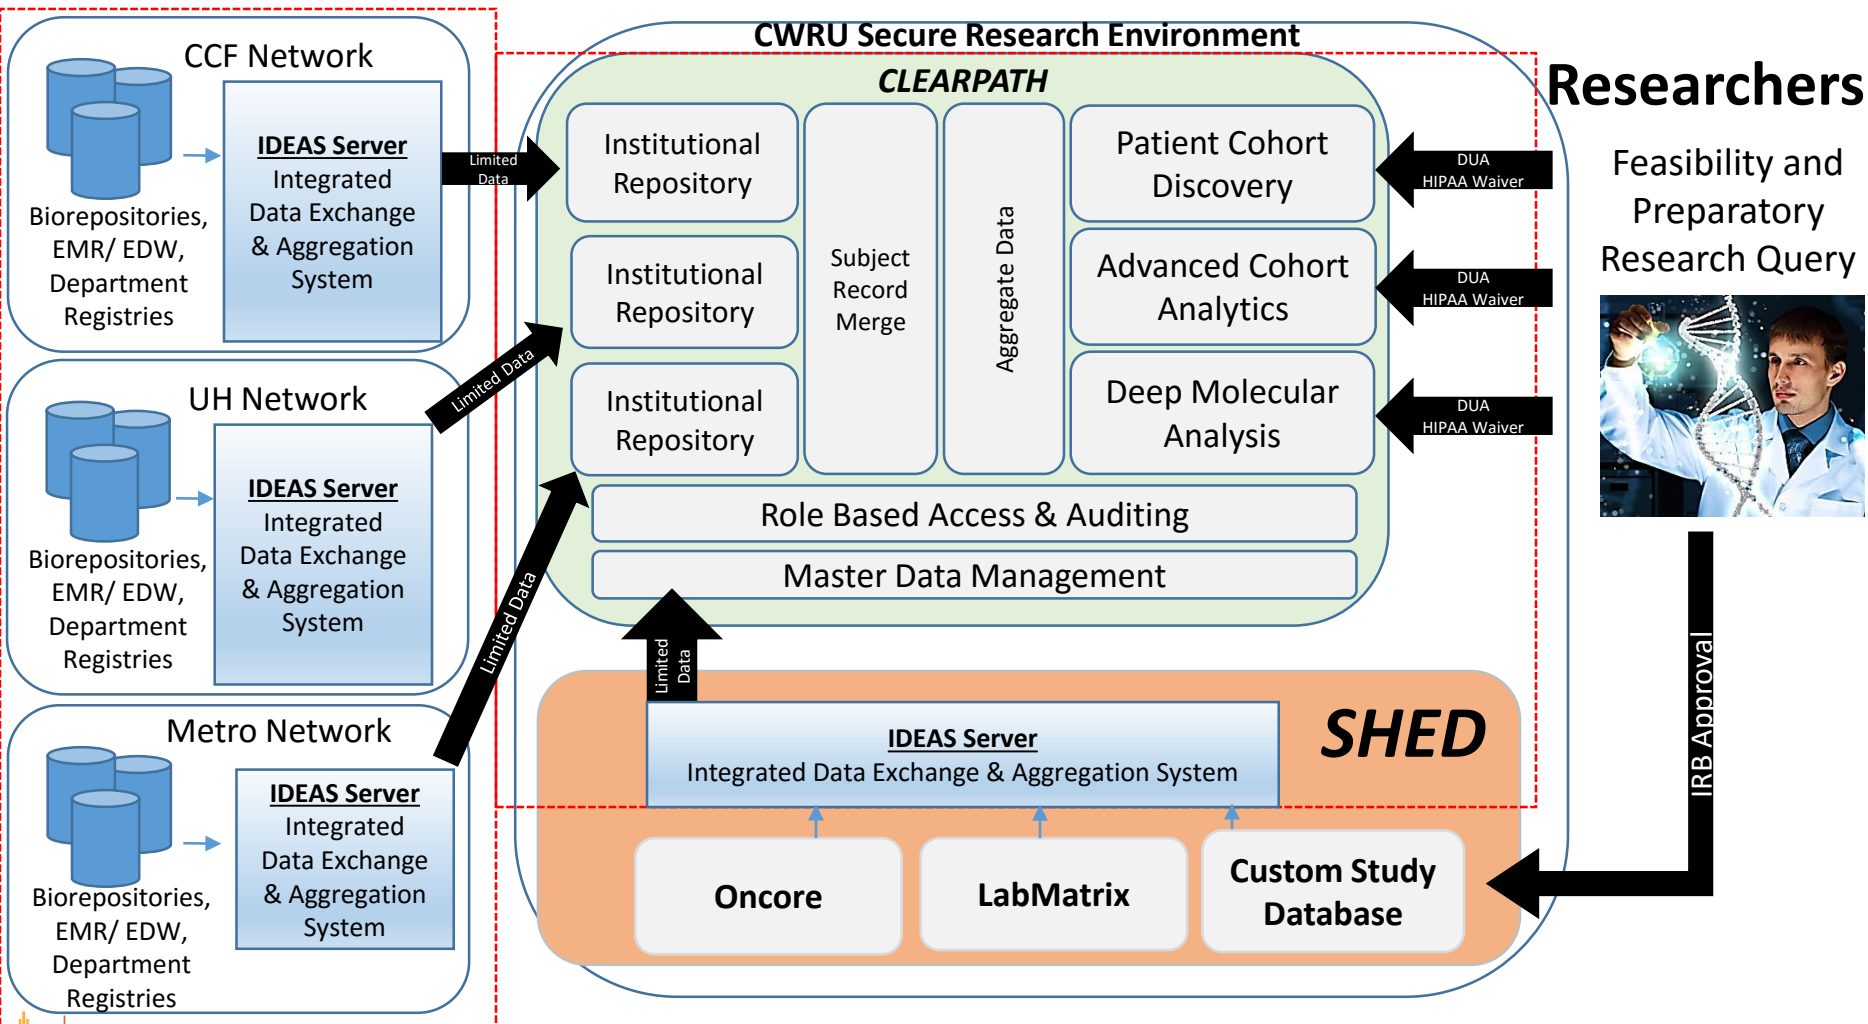 CWRU Secure Research Environment
CCF Network
IDEAS Server
Integrated
Data Exchange
& Aggregation
System
Biorepositories,
EMR/ EDW,
Department
Registries
UH Network
IDEAS Server
Integrated
Data Exchange
& Aggregation
System
Biorepositories,
EMR/ EDW,
Department
Registries
Metro Network
IDEAS Server
Integrated
Data Exchange
& Aggregation
System
Biorepositories,
EMR/ EDW,
Department
Registries
Limited
Data
Limited Data
Limited Data
CLEARPATH
Institutional
Repository
Institutional
Repository
Institutional
Repository
Subject
Record
Merge
Aggregate Data
Patient Cohort
Discovery
Advanced Cohort
Analytics
Deep Molecular
Analysis
Role Based Access & Auditing
Master Data Management
Limited
Data
SHED
IDEAS Server
Integrated Data Exchange & Aggregation System
Oncore
LabMatrix
Custom Study
Database
DUA
HIPAA Waiver
DUA
HIPAA Waiver
DUA
HIPAA Waiver
Researchers
Feasibility and
Preparatory
Research Query
IRB Approval